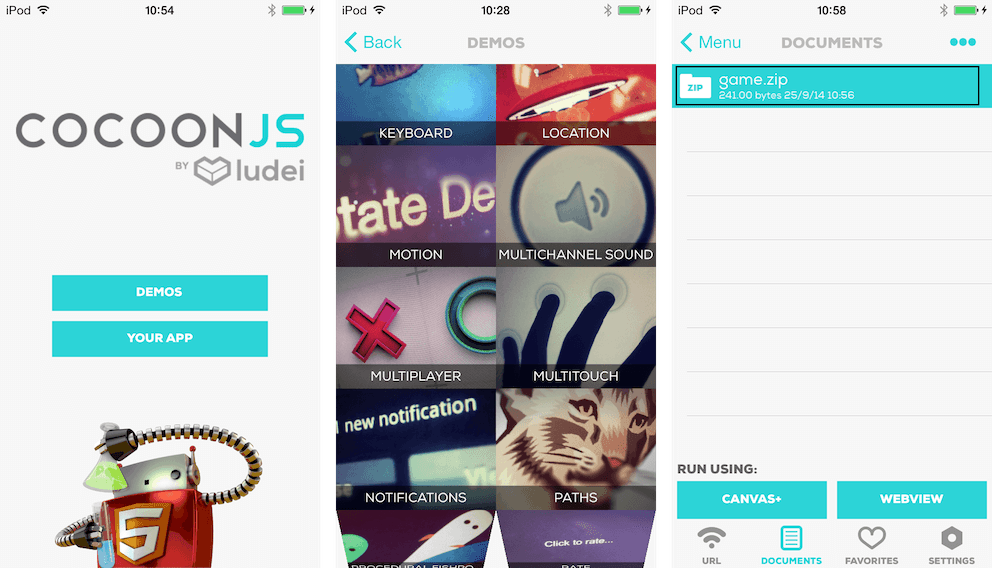 iPod 10:54
COCOONJS
BY ludei
DEMOS
YOUR APP
5
iPod 10:28
Back DEMOS
KEYBOARD LOCATION
tate De
MOTION MULTICHANNEL SOUND
MULTIPLAYER MULTITOUCH
new notification
NOTIFICATIONS PATHS
Click to rate...
RATE
iPod 10:58
Menu DOCUMENTS
ZIP game.zip
241.00 bytes 25/9/14 10:56
RUN USING:
CANVAS+ WEBVIEW
URL DOCUMENTS FAVORITES SETTINGS